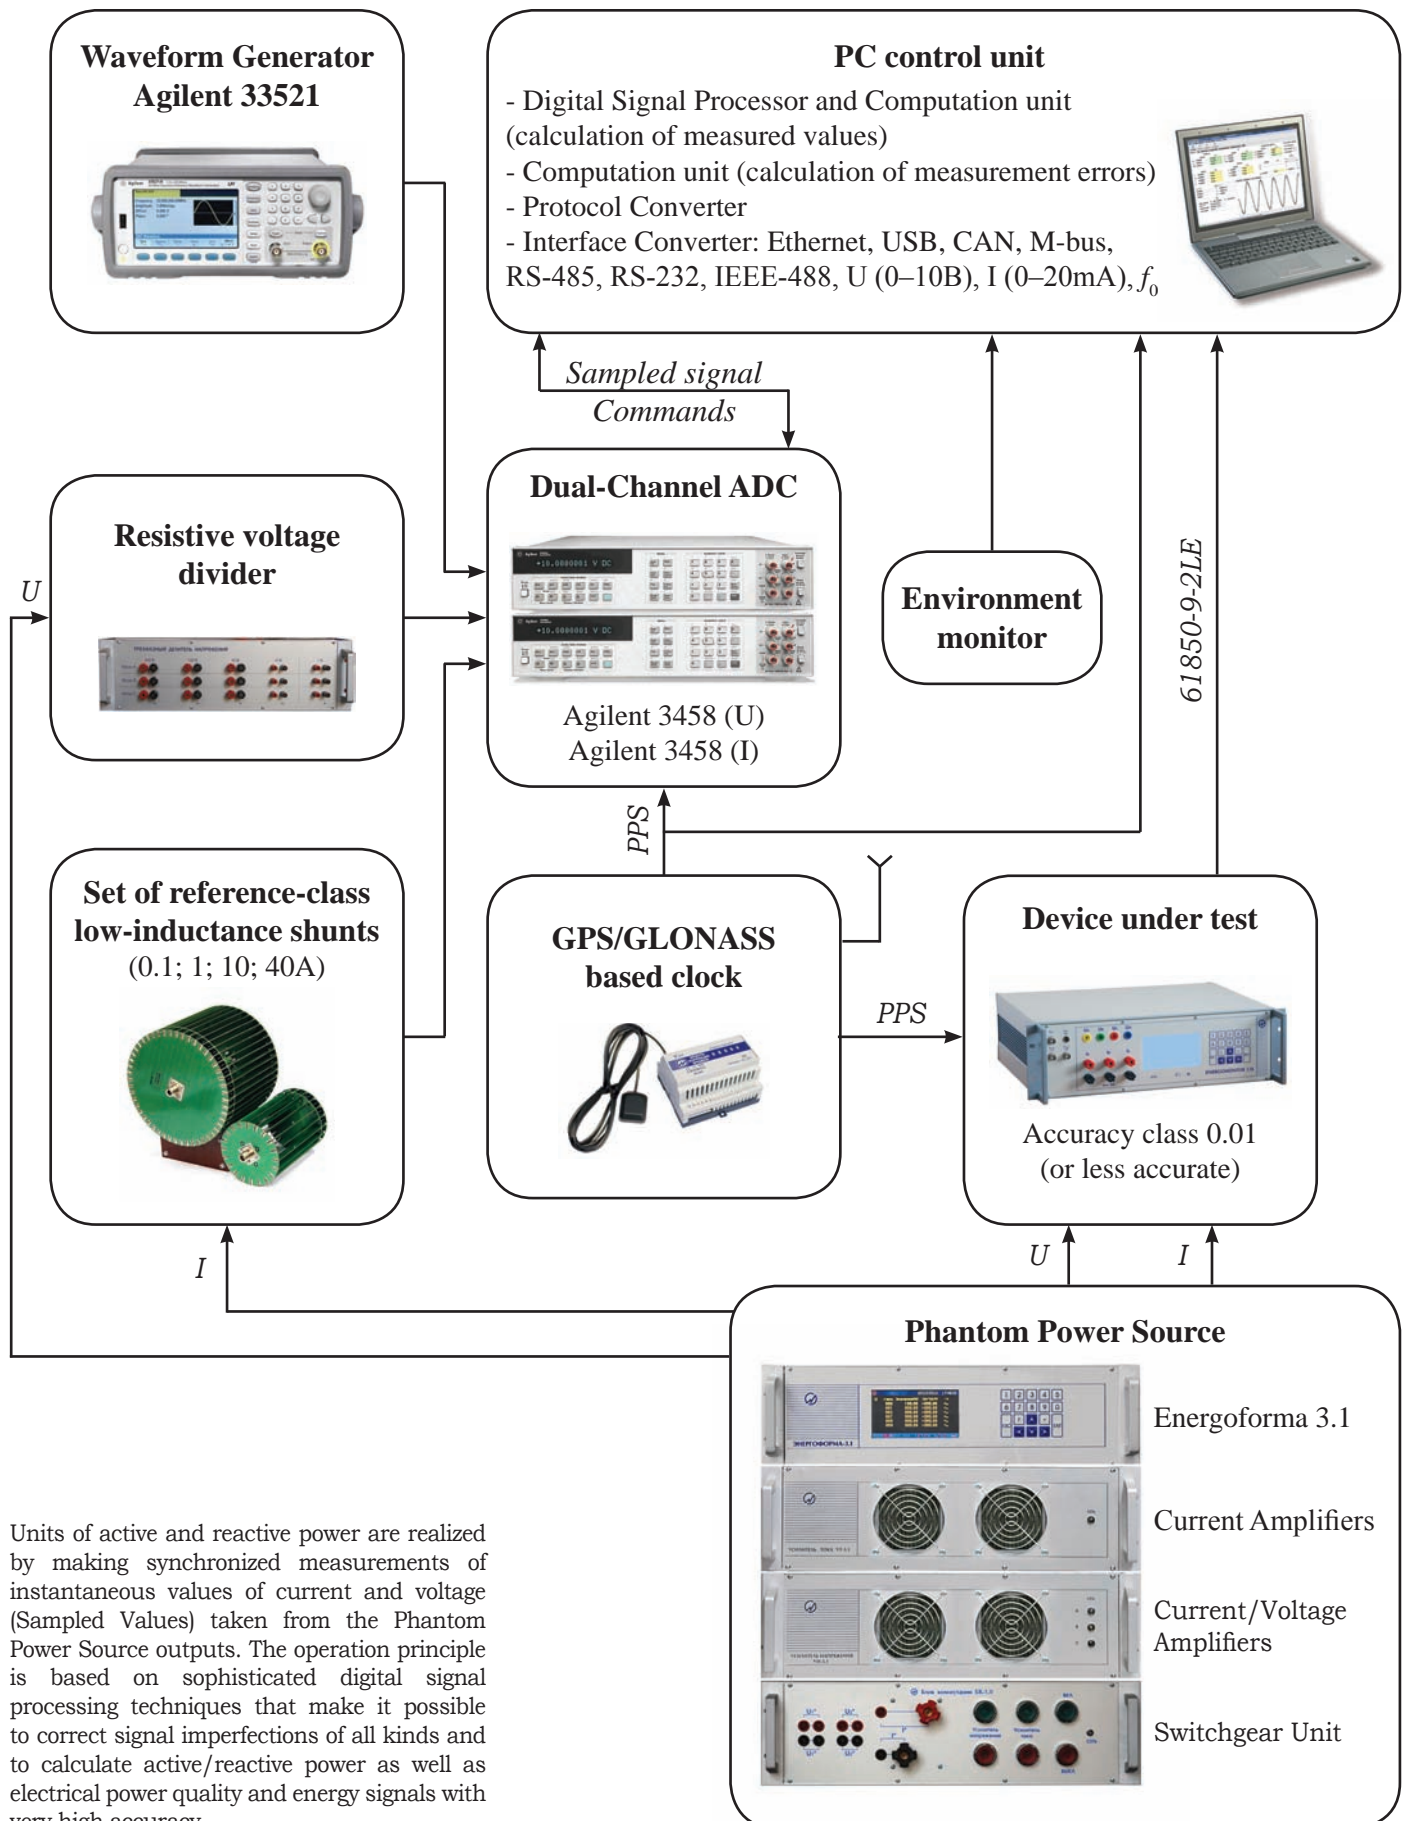 Waveform Generator
Agilent 33521
PC control unit
- Digital Signal Processor and Computation unit
(calculation of measured values)
- Computation unit (calculation of measurement errors)
- Protocol Converter
- Interface Converter: Ethernet, USB, CAN, M-bus,
RS-485, RS-232, IEEE-488, U (0–10B), I (0–20mA), f0
Sampled signal
Commands
Resistive voltage
divider
U
Dual-Channel ADC
+10.0000001 V DC
+10.0000001 V DC
Agilent 3458 (U)
Agilent 3458 (I)
Environment
monitor
61850-9-2LE
PPS
Set of reference-class
low-inductance shunts
(0.1; 1; 10; 40A)
GPS/GLONASS
based clock
PPS
Device under test
Accuracy class 0.01
(or less accurate)
I
U
I
Phantom Power Source
ЭНЕРГОФОРМА-3.1
Energoforma 3.1
Current Amplifiers
Current/Voltage
Amplifiers
Switchgear Unit
Units of active and reactive power are realized
by making synchronized measurements of
instantaneous values of current and voltage
(Sampled Values) taken from the Phantom
Power Source outputs. The operation principle
is based on sophisticated digital signal
processing techniques that make it possible
to correct signal imperfections of all kinds and
to calculate active/reactive power as well as
electrical power quality and energy signals with
very high accuracy